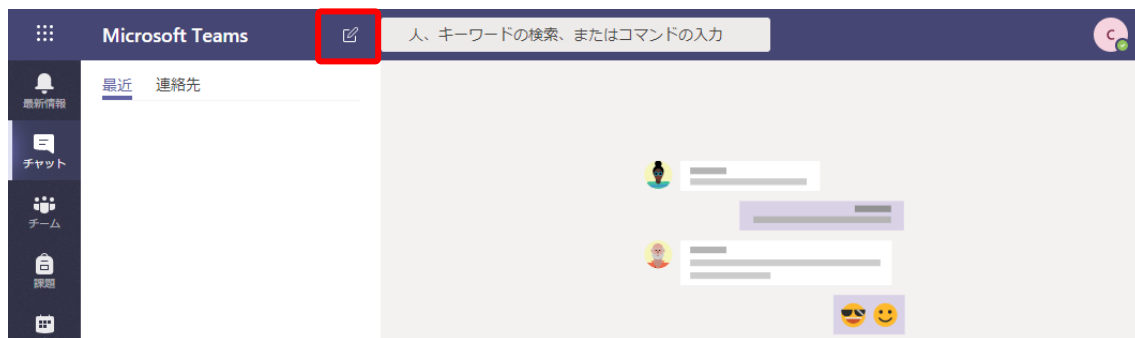 Microsoft Teams
人、キーワードの検索、またはコマンドの入力
C
最新情報
最近 連絡先
チャット
チーム
課題